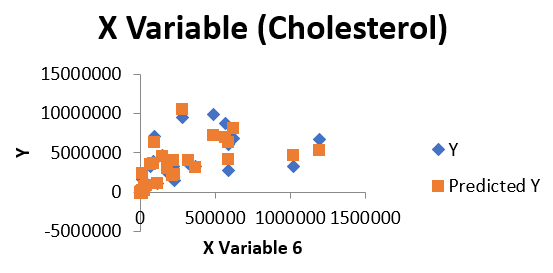 X Variable (Cholesterol)
15000000
10000000
5000000
0
-5000000
Y
0
500000
1000000
1500000
X Variable 6
Y
Predicted Y